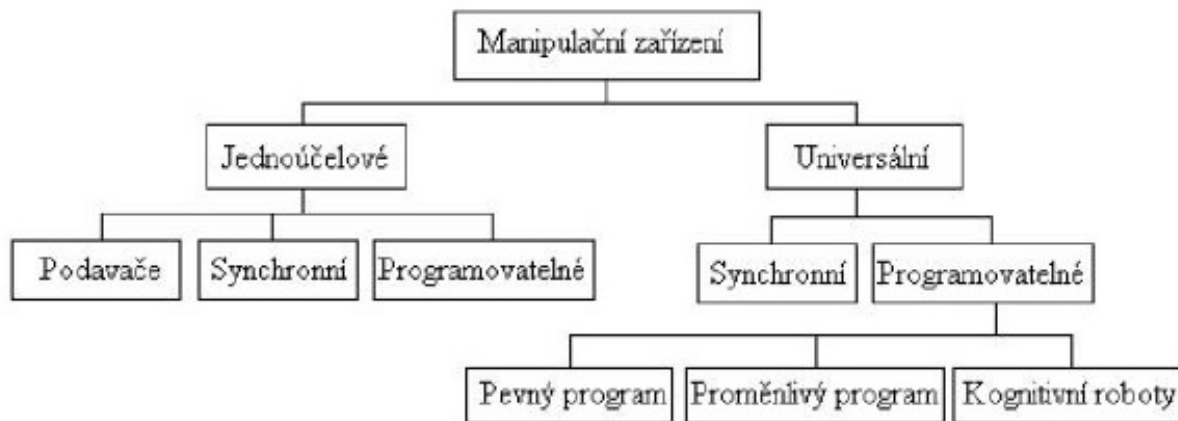 Manipulační zařízení
Jednoúčelové
Universální
Podavače
Synchronní
Programovatelné
Synchronní
Programovatelné
Pevný program
Proměnlivý program
Kognitivní roboty